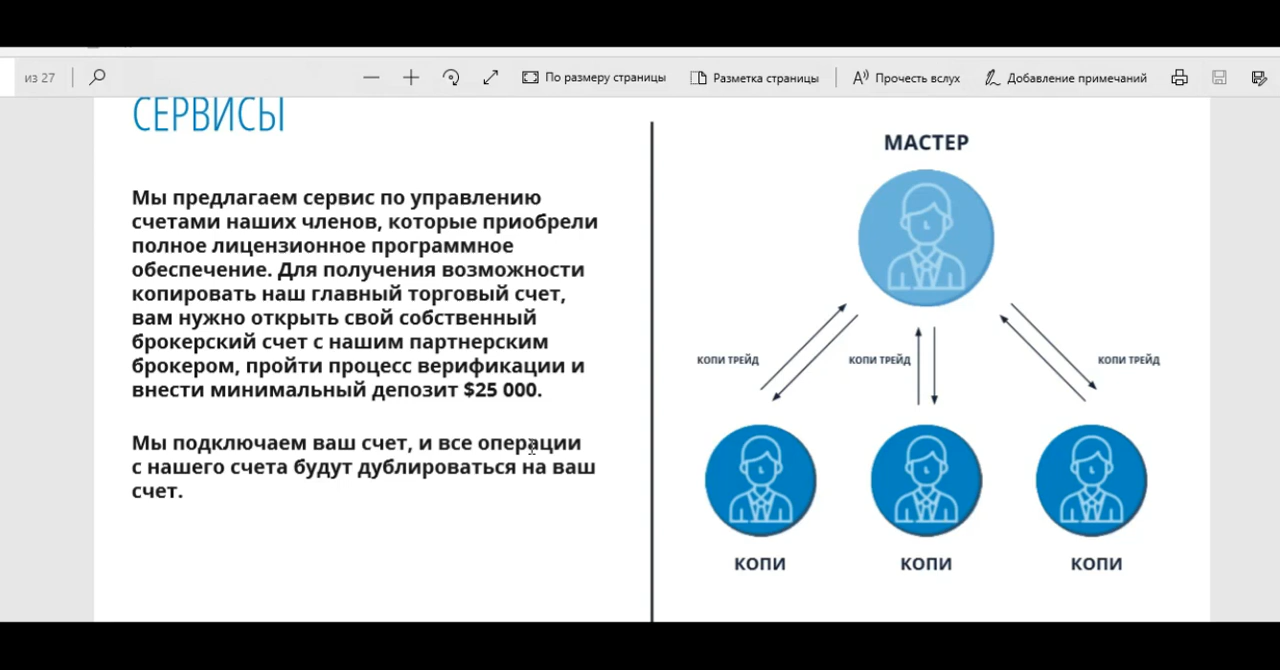 из 27
По размеру страницы
Разметка страницы
Прочесть вслух
Добавление примечаний
СЕРВИСЫ
Мы предлагаем сервис по управлению
счетами наших членов, которые приобрели
полное лицензионное программное
обеспечение. Для получения возможности
копировать наш главный торговый счет,
вам нужно открыть свой собственный
брокерский счет с нашим партнерским
брокером, пройти процесс верификации и
внести минимальный депозит $25 000.
Мы подключаем ваш счет, и все операции
с нашего счета будут дублироваться на ваш
счет.
МАСТЕР
КОПИ ТРЕЙД
КОПИ ТРЕЙД
КОПИ ТРЕЙД
КОПИ
КОПИ
КОПИ